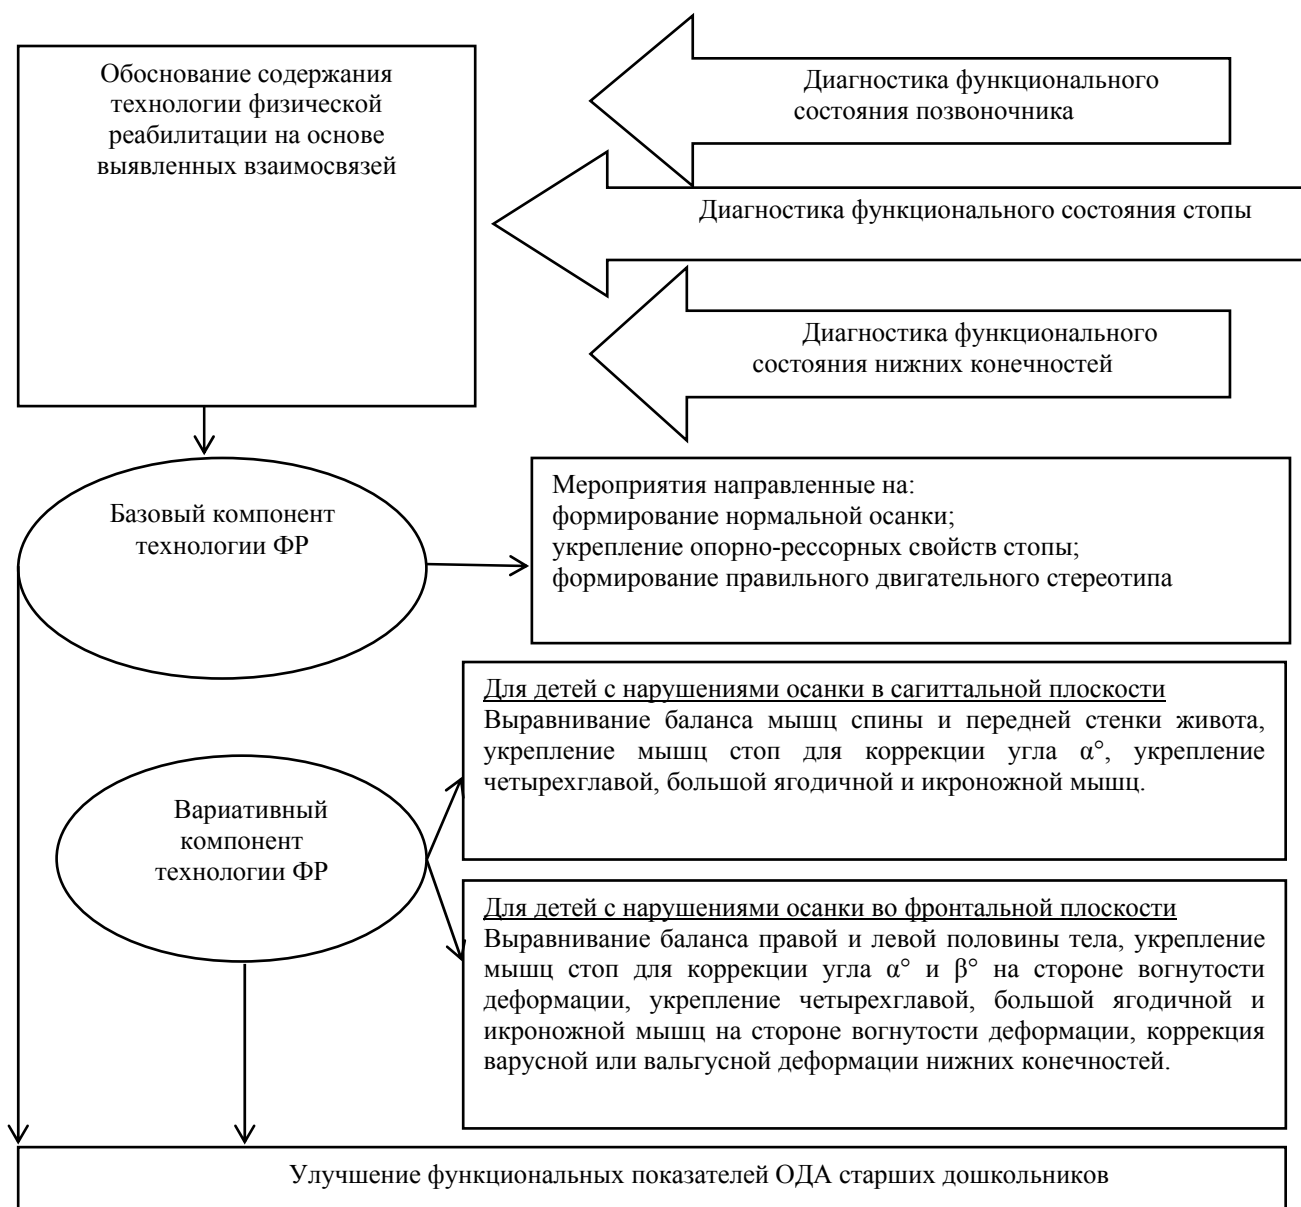 Обоснование содержания
технологии физической
реабилитации на основе
выявленных взаимосвязей
Диагностика функционального
состояния позвоночника
Диагностика функционального состояния стопы
Диагностика функционального
состояния нижних конечностей
Базовый компонент
технологии ФР
Мероприятия направленные на:
формирование нормальной осанки;
укрепление опорно-рессорных свойств стопы;
формирование правильного двигательного стереотипа
Вариативный
компонент
технологии ФР
Для детей с нарушениями осанки в сагиттальной плоскости
Выравнивание баланса мышц спины и передней стенки живота,
укрепление мышц стоп для коррекции угла α°, укрепление
четырехглавой, большой ягодичной и икроножной мышц.
Для детей с нарушениями осанки во фронтальной плоскости
Выравнивание баланса правой и левой половины тела, укрепление
мышц стоп для коррекции угла α° и β° на стороне вогнутости
деформации, укрепление четырехглавой, большой ягодичной и
икроножной мышц на стороне вогнутости деформации, коррекция
варусной или вальгусной деформации нижних конечностей.
Улучшение функциональных показателей ОДА старших дошкольников